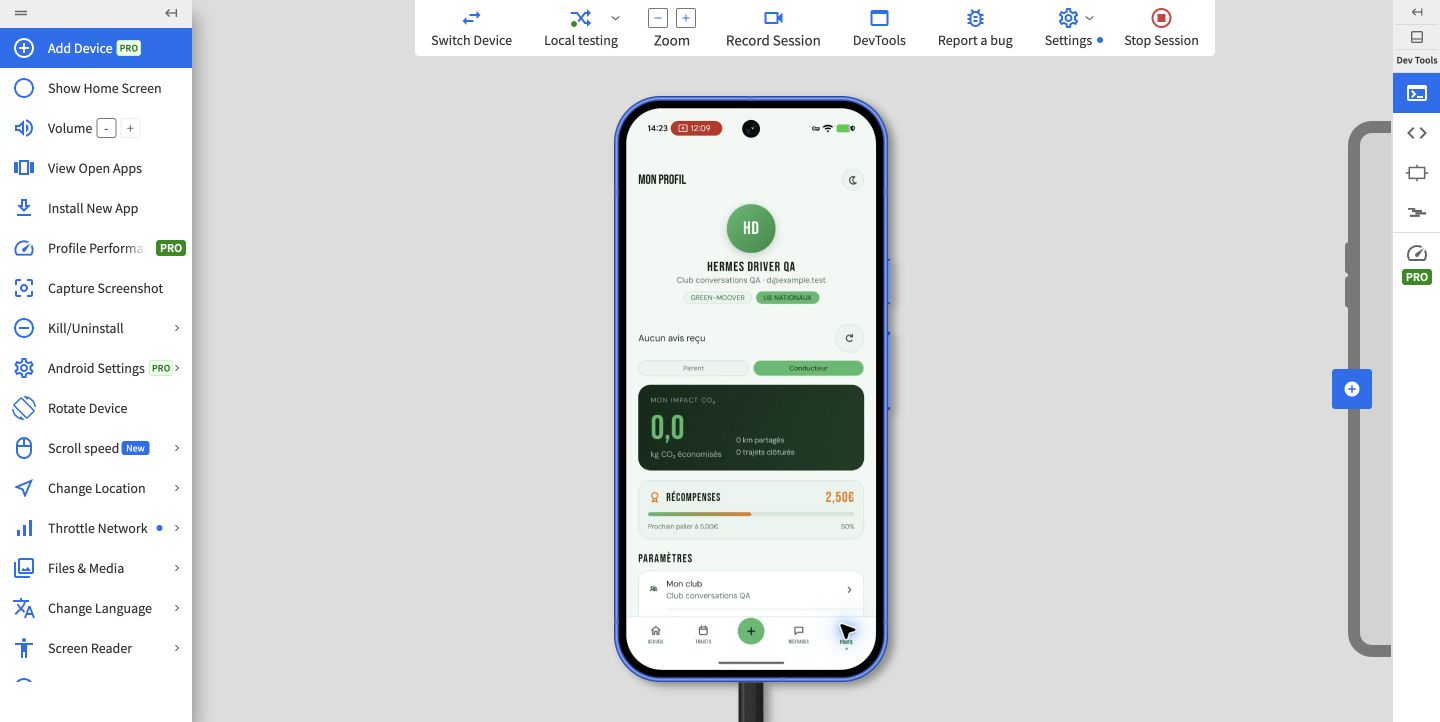 Switch Device
Local testing
Zoom
Record Session
DevTools
Report a bug
Settings
Stop Session
Add Device PRO
Show Home Screen
Volume - +
View Open Apps
Install New App
Profile Performa PRO
Capture Screenshot
Kill/Uninstall
Android Settings PRO
Rotate Device
Scroll speed New
Change Location
Throttle Network
Files & Media
Change Language
Screen Reader
14:23 12:09
MON PROFIL
HD
HERMES DRIVER QA
Club conversations QA · d@example.test
GREEN-MOOVER UB NATIONAUX
Aucun avis reçu
Parent Conducteur
MON IMPACT CO₂
0,0
kg CO₂ économisés
0 km partagés
0 trajets clôturés
RÉCOMPENSES 2,50€
Prochain palier à 5,00€ 50%
PARAMÈTRES
Mon club
Club conversations QA
ACCUEIL TRAJETS + MESSAGES PROFIL
Dev Tools
PRO